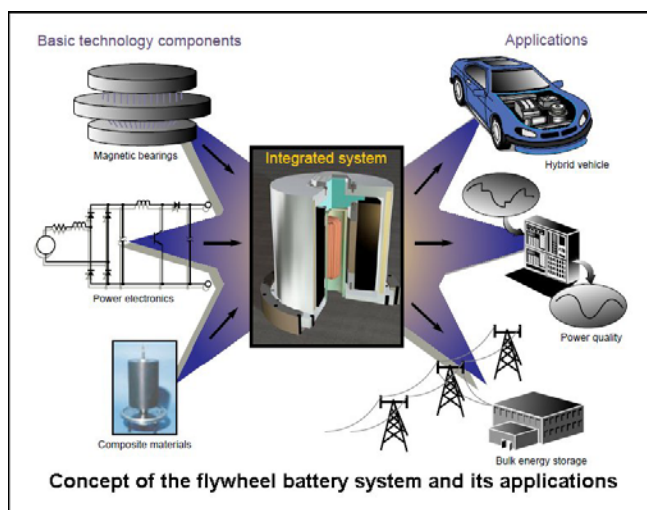 Basic technology components
Applications
Magnetic bearings
Integrated system
Hybrid vehicle
Power electronics
Power quality
Composite materials
Bulk energy storage
Concept of the flywheel battery system and its applications